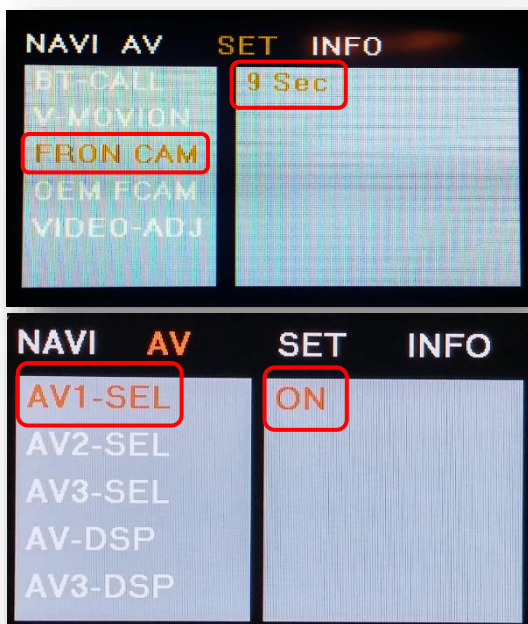 NAVI AV SET INFO
BT-CALL 9 Sec
V-MOVION
FRON CAM
OEM FCAM
VIDEO-ADJ
NAVI AV SET INFO
AV1-SEL ON
AV2-SEL
AV3-SEL
AV-DSP
AV3-DSP